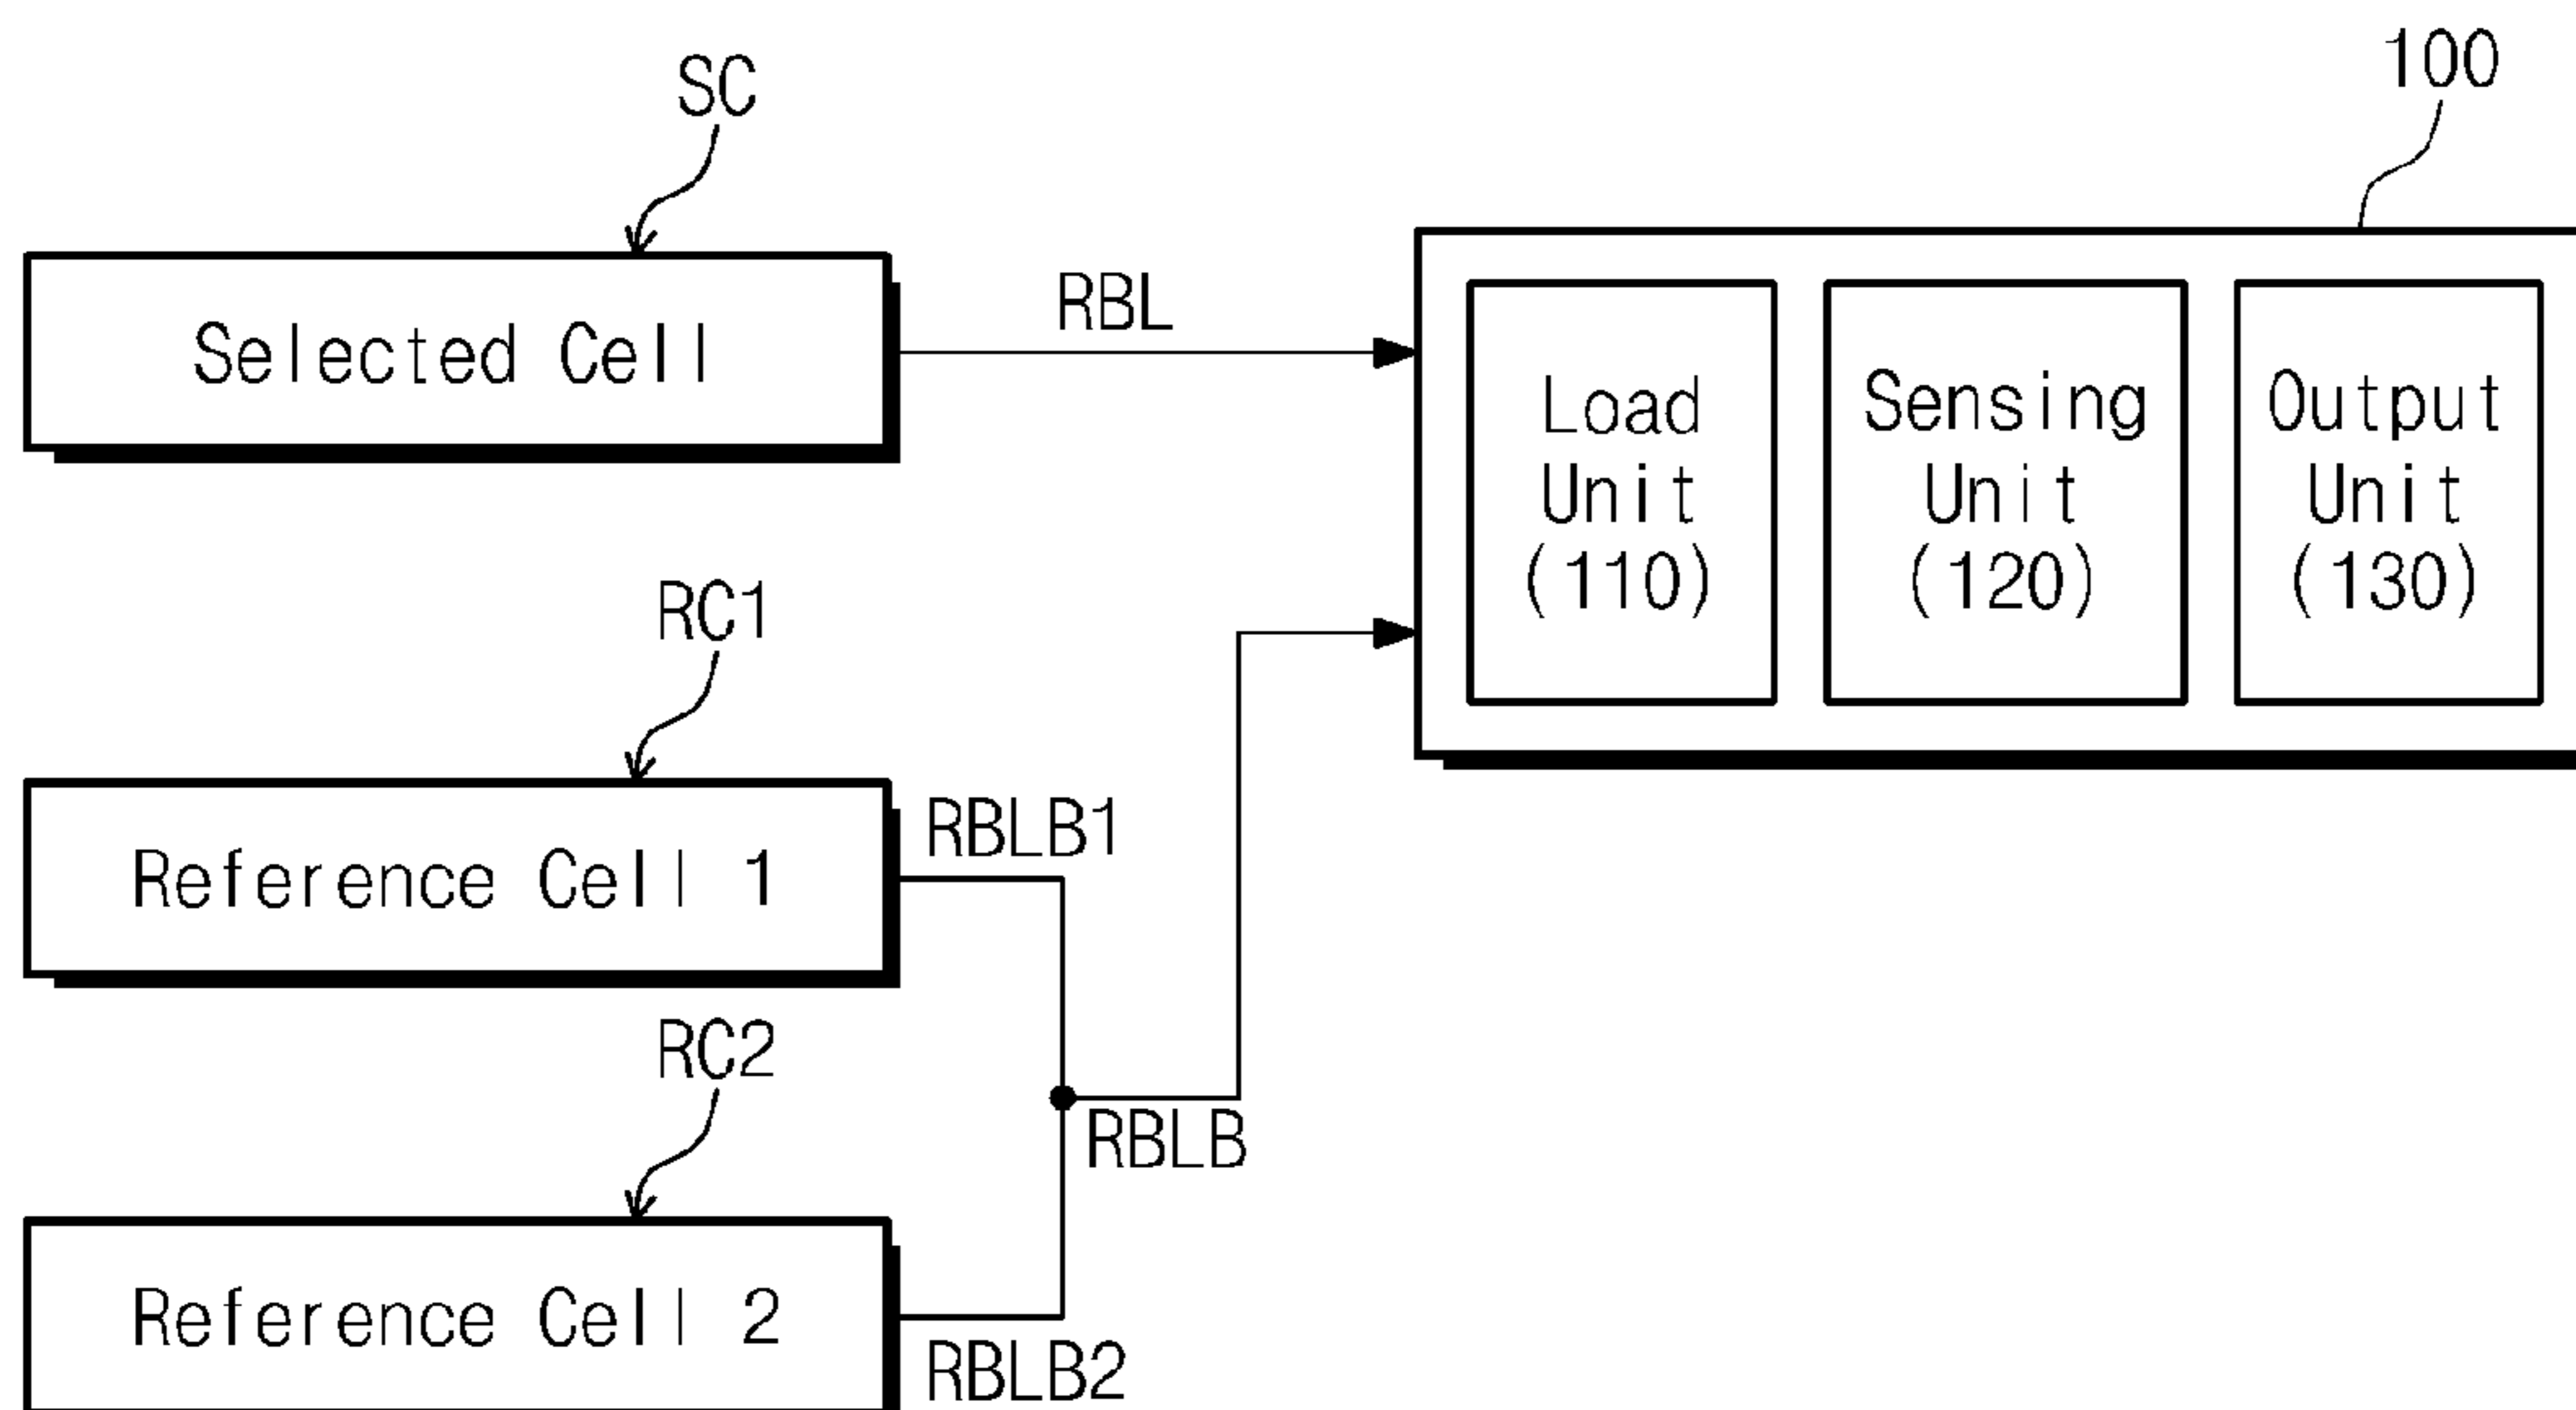 SC
100
Selected Cell
RBL
Load
Unit
(110)
Sensing
Unit
(120)
Output
Unit
(130)
RC1
Reference Cell 1
RBLB1
RC2
RBLB
Reference Cell 2
RBLB2